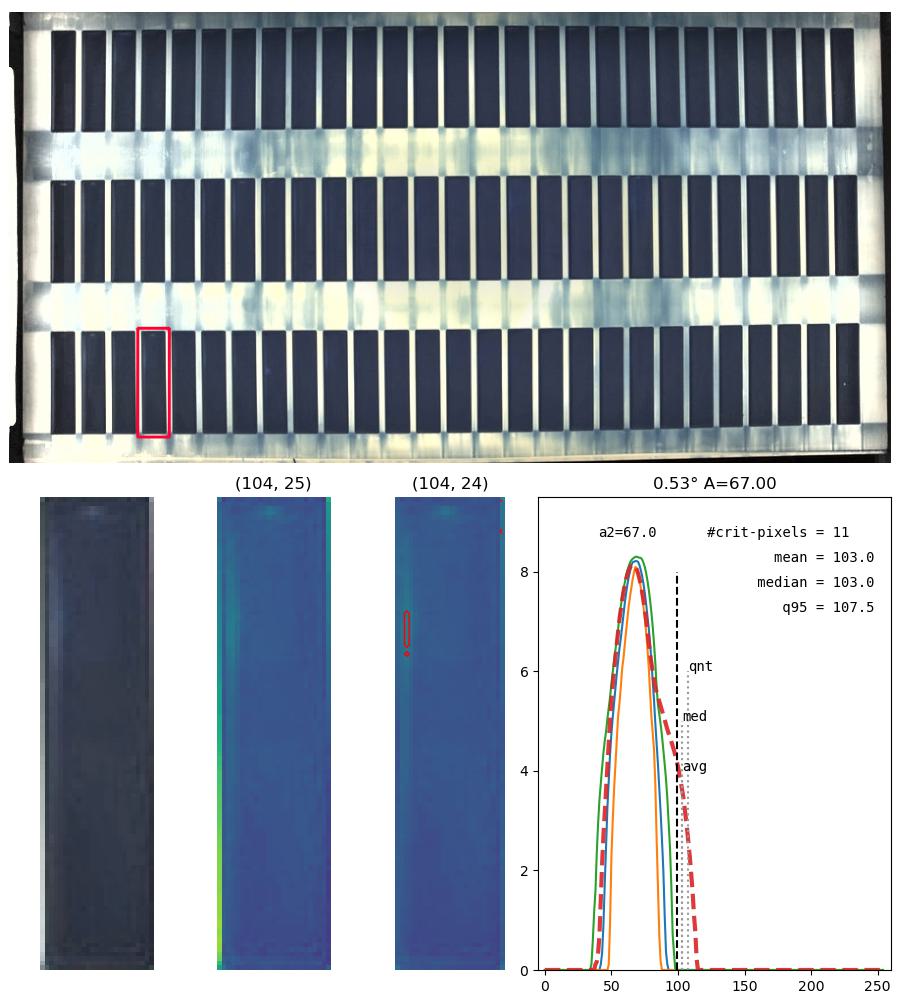 (104, 25)
(104, 24)
0.53° A=67.00
a2=67.0
#crit-pixels = 11
mean = 103.0
median = 103.0
q95 = 107.5
qnt
med
avg
8
6
4
2
0
0 50 100 150 200 250